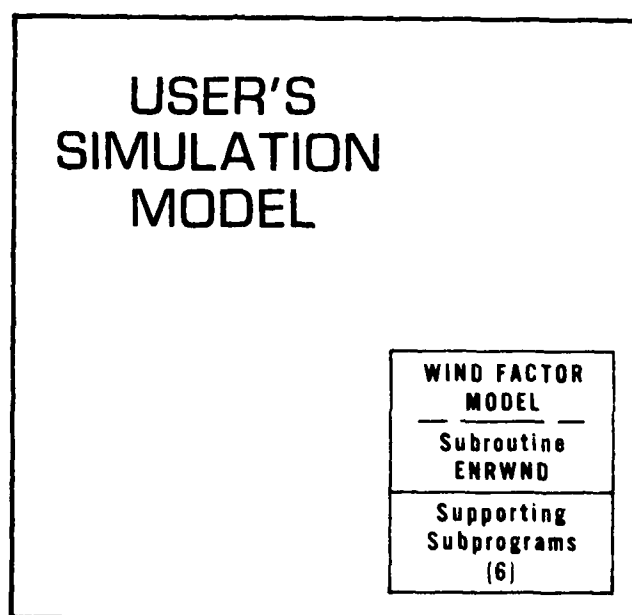 USER'S
SIMULATION
MODEL
WIND FACTOR
MODEL
Subroutine
ENRWND
Supporting
Subprograms
(6)